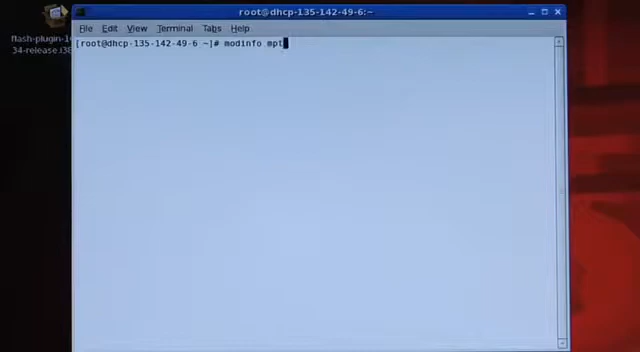 root@dhcp-135-142-49-6:~
File Edit View Terminal Tabs Help
[root@dhcp-135-142-49-6 ~]# modinfo mpt
flash-plugin-1
34-release.i38